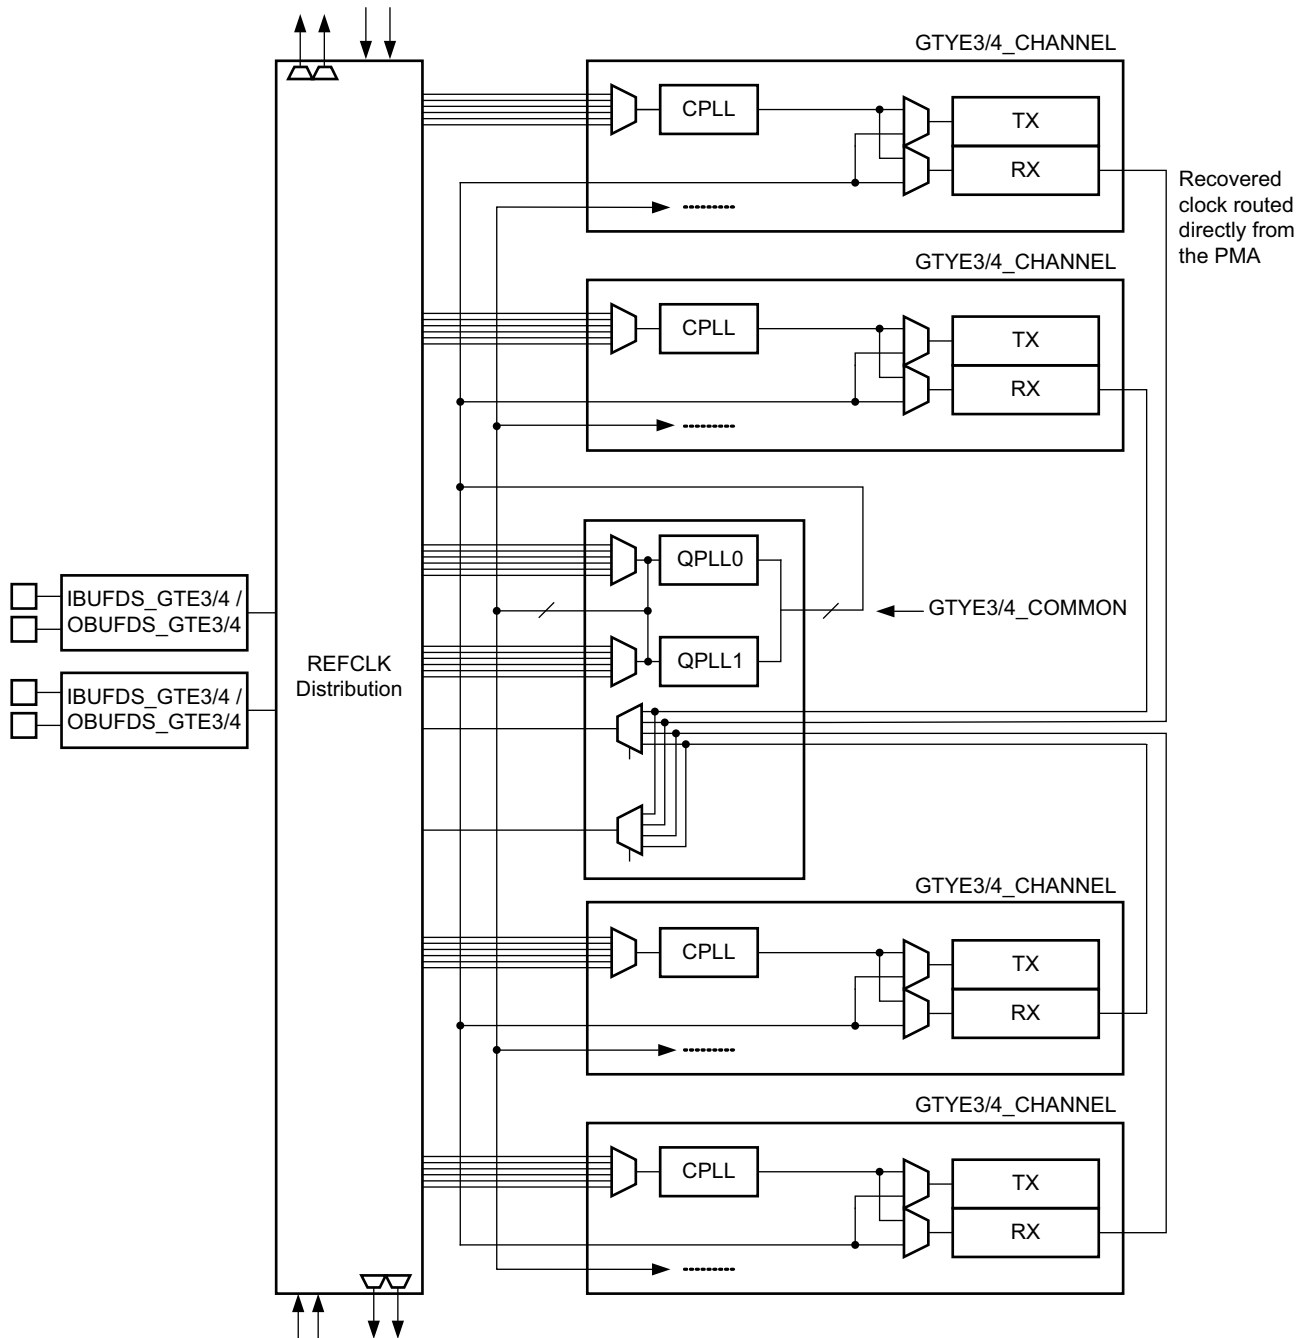 GTYE3/4_CHANNEL
CPLL
TX
RX
Recovered
clock routed
directly from
the PMA
GTYE3/4_CHANNEL
CPLL
TX
RX
QPLL0
IBUFDS_GTE3/4 /
OBUFDS_GTE3/4
GTYE3/4_COMMON
REFCLK
Distribution
QPLL1
IBUFDS_GTE3/4 /
OBUFDS_GTE3/4
GTYE3/4_CHANNEL
CPLL
TX
RX
GTYE3/4_CHANNEL
CPLL
TX
RX